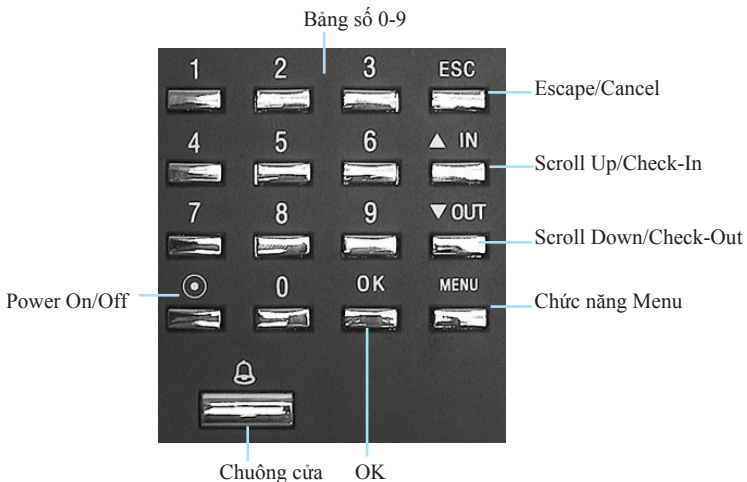 Bảng số 0-9
1 2 3 ESC
Escape/Cancel
4 5 6 ▲ IN
Scroll Up/Check-In
7 8 9 ▼ OUT
Scroll Down/Check-Out
Power On/Off
0 OK MENU
Chức năng Menu
Chuông cửa OK